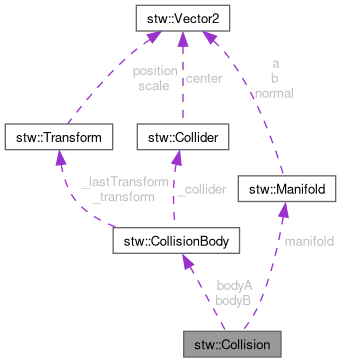 stw::Vector2
position
scale
center
a
b
normal
stw::Transform
stw::Collider
stw::Manifold
_lastTransform
_transform
_collider
manifold
stw::CollisionBody
bodyA
bodyB
stw::Collision